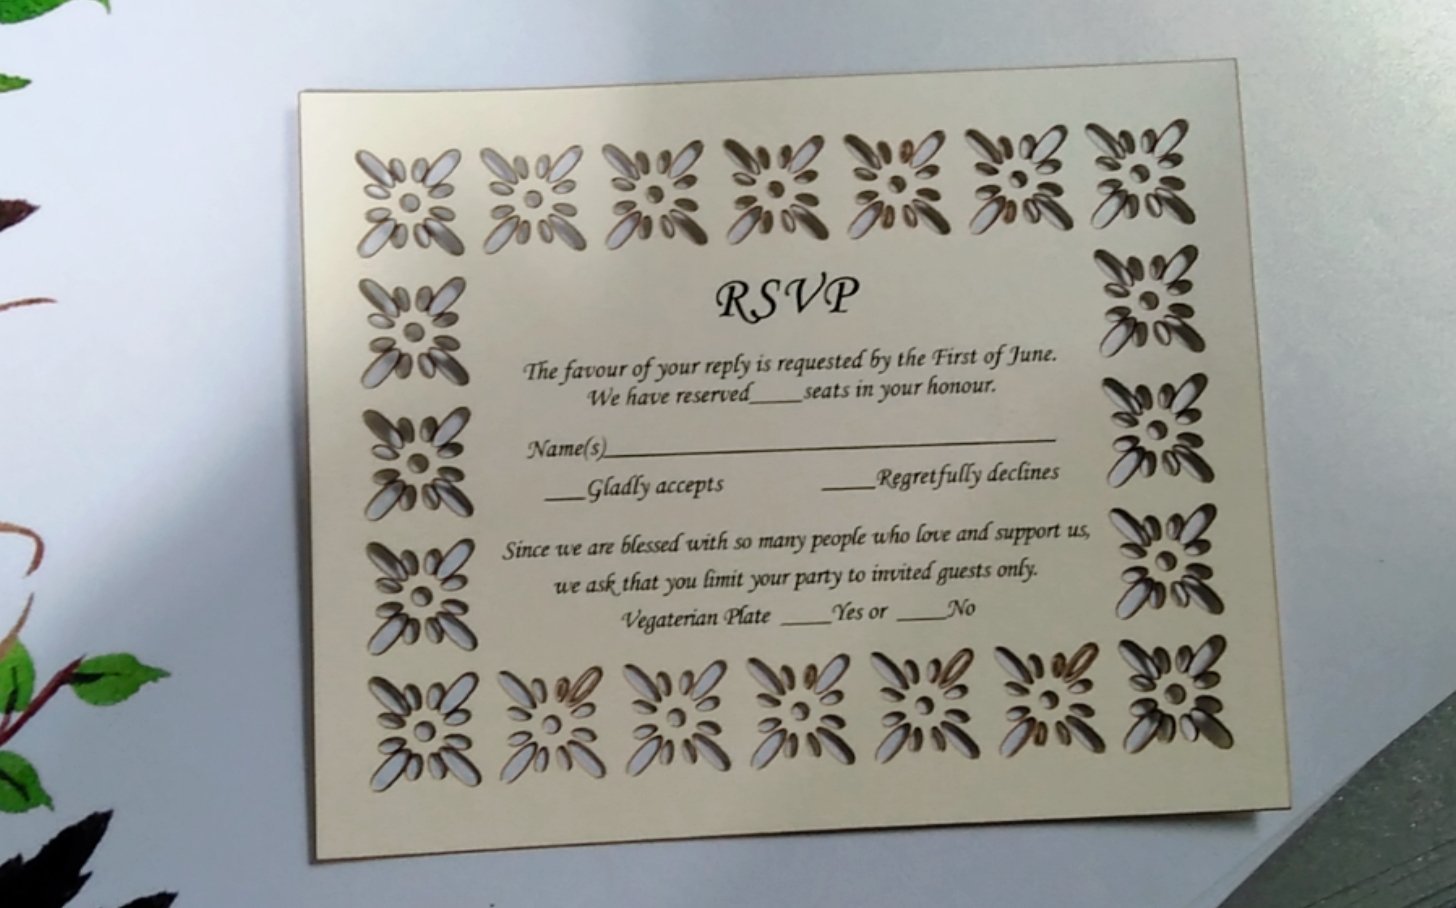 RSVP
The favour of your reply is requested by the First of June.
We have reserved_____seats in your honour.
Name(s)________________________________________
____Gladly accepts _____Regretfully declines
Since we are blessed with so many people who love and support us,
we ask that you limit your party to invited guests only.
Vegaterian Plate _____Yes or _____No